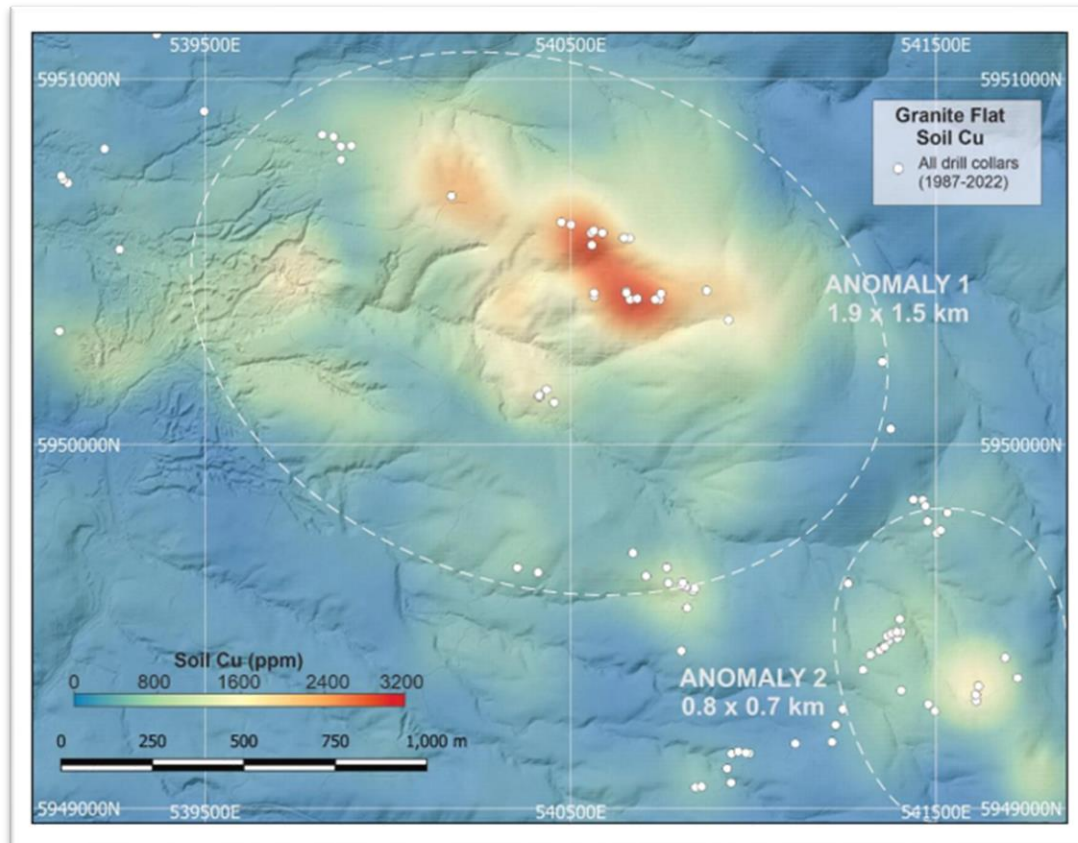 539500E 540500E 541500E
5951000N 5951000N
Granite Flat
Soil Cu
All drill collars
(1987-2022)
ANOMALY 1
1.9 x 1.5 km
5950000N 5950000N
Soil Cu (ppm)
0 800 1600 2400 3200
ANOMALY 2
0.8 x 0.7 km
0 250 500 750 1,000 m
5949000N 5949000N
539500E 540500E 541500E